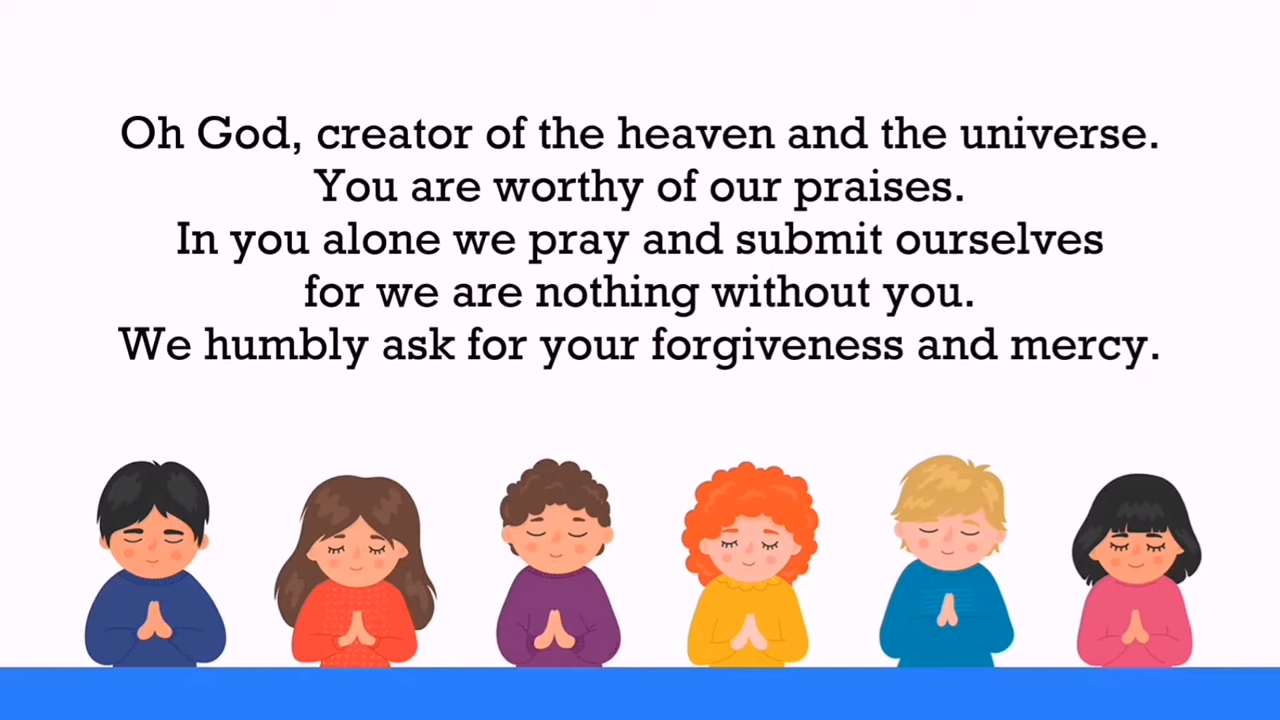 Oh God, creator of the heaven and the universe.
You are worthy of our praises.
In you alone we pray and submit ourselves
for we are nothing without you.
We humbly ask for your forgiveness and mercy.